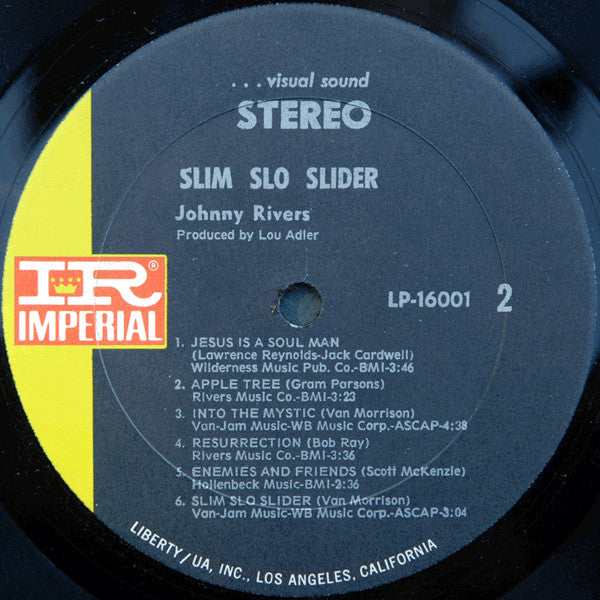 ...visual sound
STEREO
SLIM SLO SLIDER
Johnny Rivers
Produced by Lou Adler
IR®
IMPERIAL
LP-16001 2
1. JESUS IS A SOUL MAN
(Lawrence Reynolds-Jack Cardwell)
Wilderness Music Pub. Co.-BMI-3:46
2. APPLE TREE (Gram Parsons)
Rivers Music Co.-BMI-3:23
3. INTO THE MYSTIC (Van Morrison)
Van-Jam Music-WB Music Corp.-ASCAP-4:38
4. RESURRECTION (Bob Ray)
Rivers Music Co.-BMI-3:36
5. ENEMIES AND FRIENDS (Scott McKenzie)
Hollenbeck Music-BMI-2:36
6. SLIM SLO SLIDER (Van Morrison)
Van-Jam Music-WB Music Corp.-ASCAP-3:04
LIBERTY/UA, INC., LOS ANGELES, CALIFORNIA